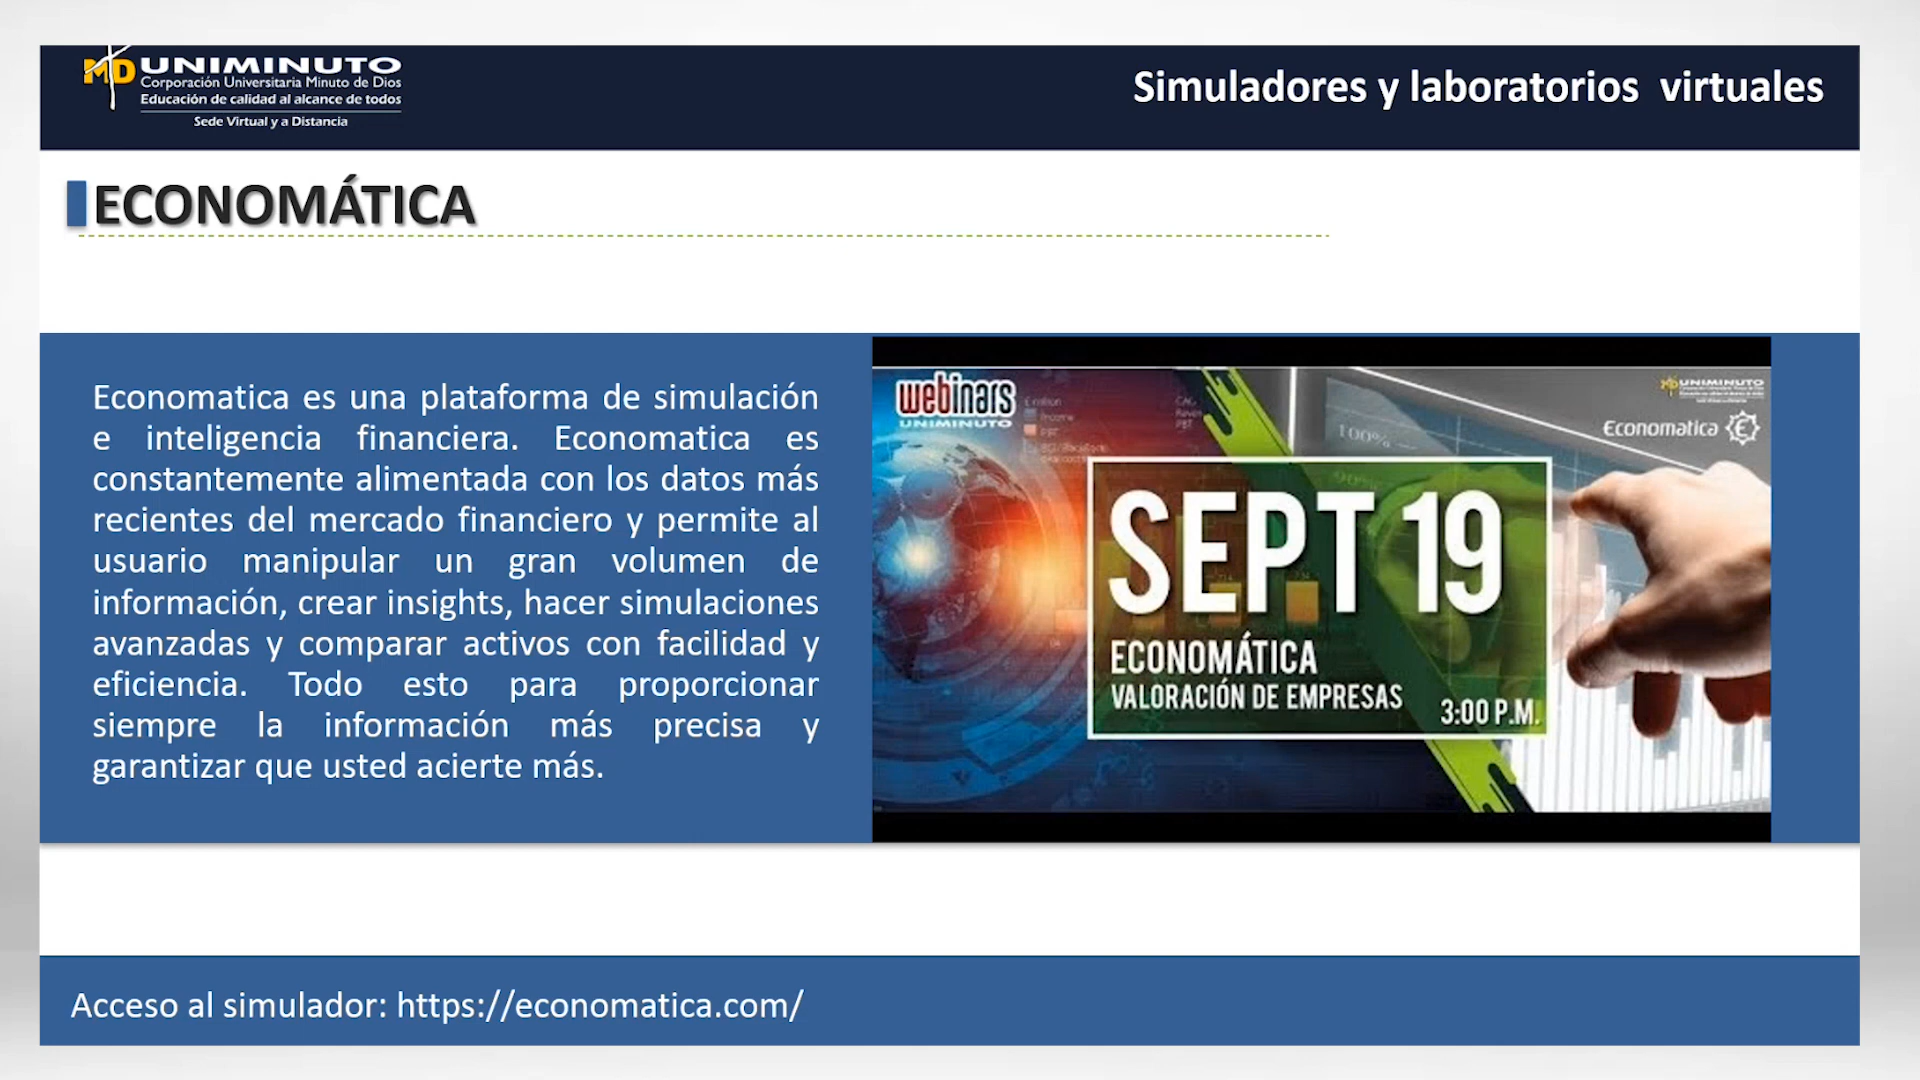 UNIMINUTO
Corporación Universitaria Minuto de Dios
Educación de calidad al alcance de todos
Sede Virtual y a Distancia
Simuladores y laboratorios virtuales
ECONOMÁTICA
Economatica es una plataforma de simulación
e inteligencia financiera. Economatica es
constantemente alimentada con los datos más
recientes del mercado financiero y permite al
usuario manipular un gran volumen de
información, crear insights, hacer simulaciones
avanzadas y comparar activos con facilidad y
eficiencia. Todo esto para proporcionar
siempre la información más precisa y
garantizar que usted acierte más.
webinars
UNIMINUTO
UNIMINUTO
Economatica
100%
SEPT 19
ECONOMÁTICA
VALORACIÓN DE EMPRESAS
3:00 P.M.
Acceso al simulador: https://economatica.com/